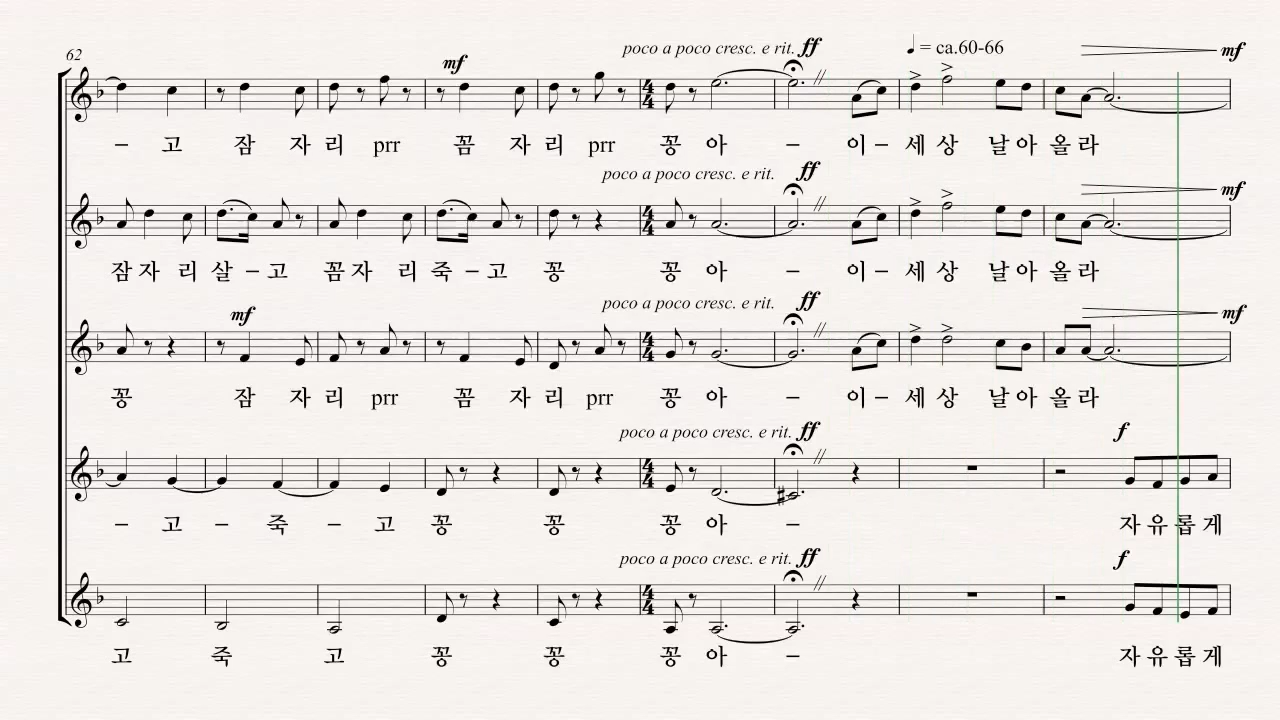 62
mf
poco a poco cresc. e rit. ff
♩ = ca.60-66
mf
– 고 잠 자 리 prr 꼼 자 리 prr 꽁 아 – 이 – 세 상 날 아 올 라
poco a poco cresc. e rit. ff
mf
잠 자 리 살 – 고 꼼 자 리 죽 – 고 꽁 꽁 아 – 이 – 세 상 날 아 올 라
mf
poco a poco cresc. e rit. ff
mf
꽁 잠 자 리 prr 꼼 자 리 prr 꽁 아 – 이 – 세 상 날 아 올 라
poco a poco cresc. e rit. ff
f
– 고 – 죽 – 고 꽁 꽁 꽁 아 – 자 유 롭 게
poco a poco cresc. e rit. ff
f
고 죽 고 꽁 꽁 꽁 아 – 자 유 롭 게